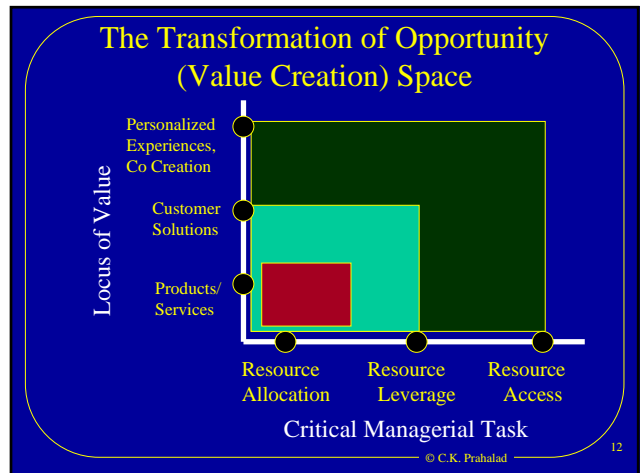 The Transformation of Opportunity
(Value Creation) Space
Personalized
Experiences,
Co Creation
Customer
Solutions
Products/
Services
Locus of Value
Resource
Allocation
Resource
Leverage
Resource
Access
Critical Managerial Task
12
© C.K. Prahalad